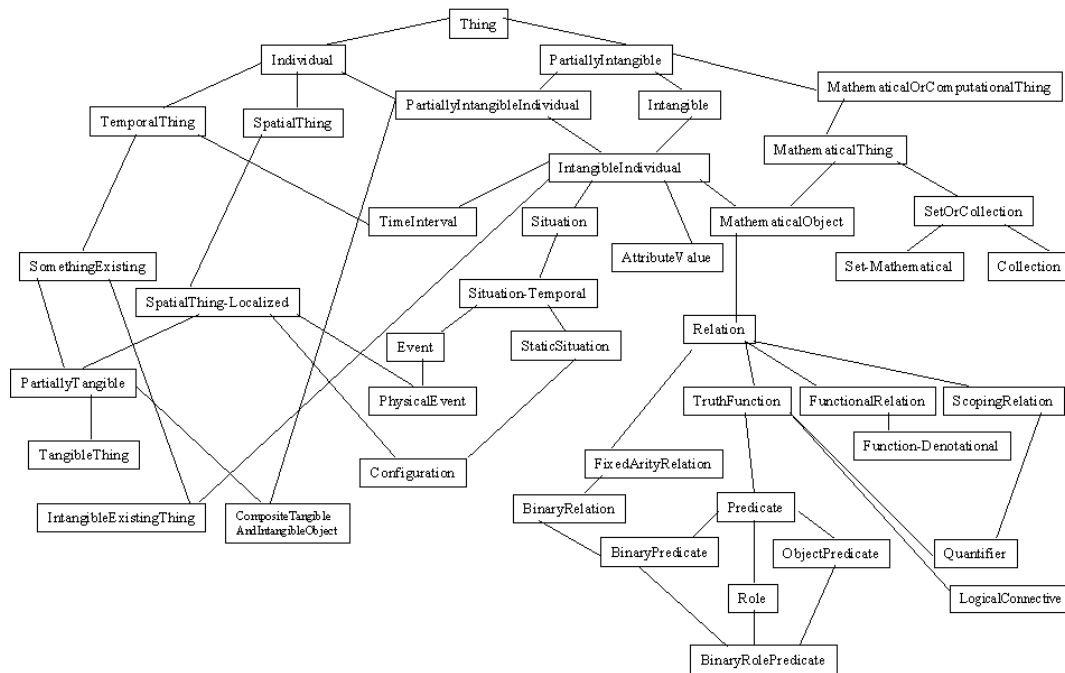 Thing
Individual
PartiallyIntangible
MathematicalOrComputationalThing
PartiallyIntangibleIndividual
Intangible
TemporalThing
SpatialThing
MathematicalThing
IntangibleIndividual
TimeInterval
Situation
MathematicalObject
SetOrCollection
AttributeValue
SomethingExisting
Set-Mathematical
Collection
SpatialThing-Localized
Situation-Temporal
Relation
Event
StaticSituation
PartiallyTangible
PhysicalEvent
TruthFunction
FunctionalRelation
ScopingRelation
Function-Denotational
TangibleThing
Configuration
FixedArityRelation
IntangibleExistingThing
CompositeTangible
AndIntangibleObject
BinaryRelation
Predicate
BinaryPredicate
ObjectPredicate
Quantifier
Role
LogicalConnective
BinaryRolePredicate